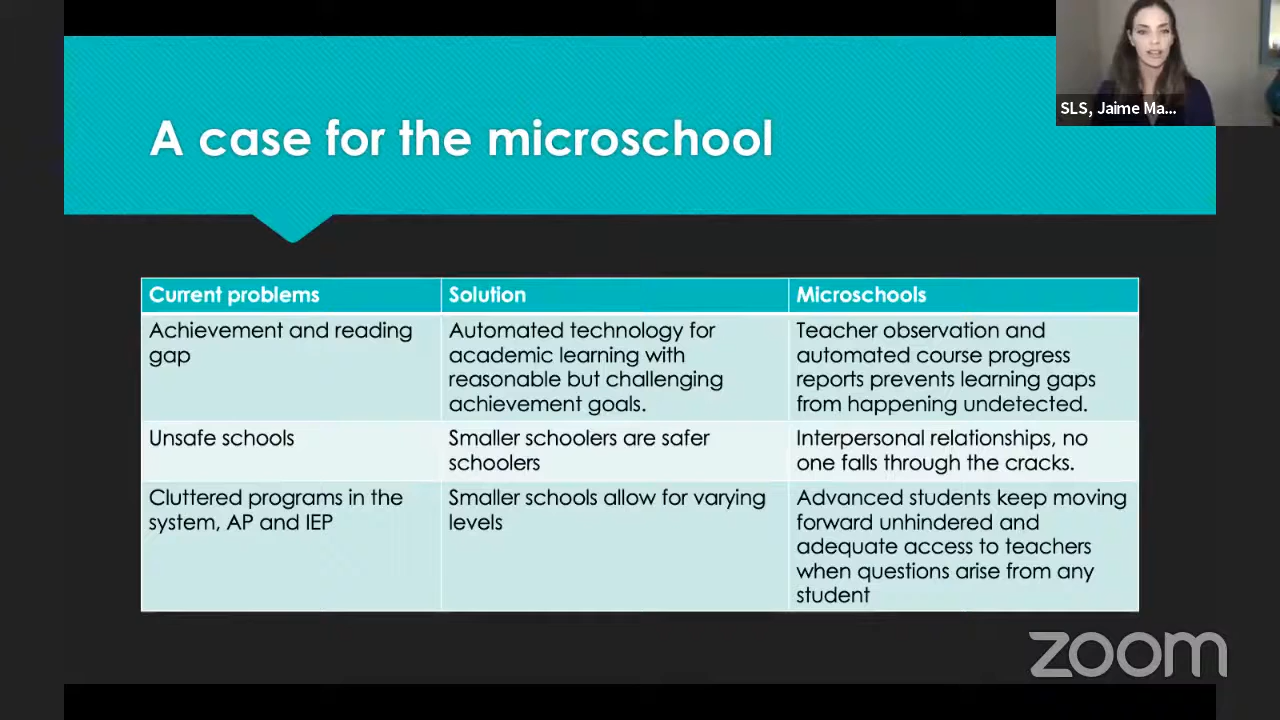 SLS, Jaime Ma...
A case for the microschool
Current problems
Solution
Microschools
Achievement and reading
gap
Automated technology for
academic learning with
reasonable but challenging
achievement goals.
Teacher observation and
automated course progress
reports prevents learning gaps
from happening undetected.
Unsafe schools
Smaller schoolers are safer
schoolers
Interpersonal relationships, no
one falls through the cracks.
Cluttered programs in the
system, AP and IEP
Smaller schools allow for varying
levels
Advanced students keep moving
forward unhindered and
adequate access to teachers
when questions arise from any
student
zoom